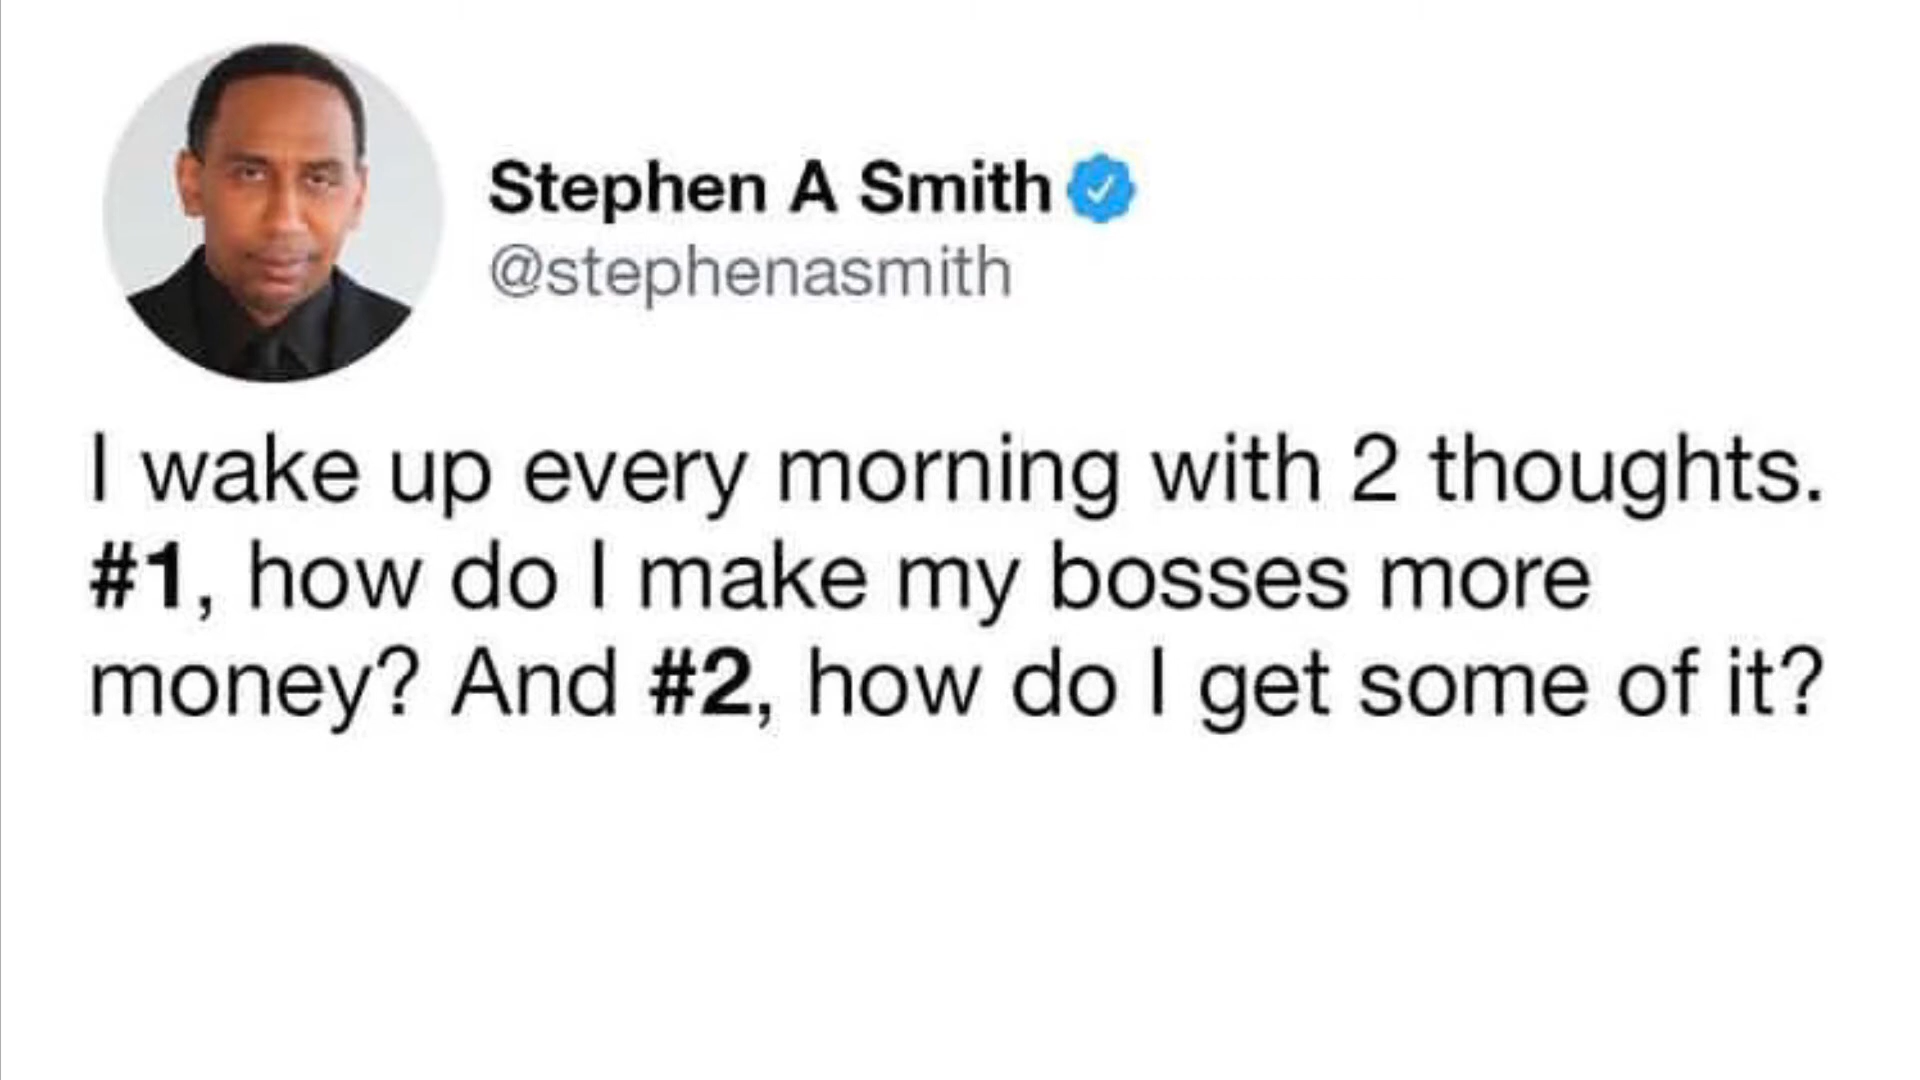 Stephen A Smith
@stephenasmith
I wake up every morning with 2 thoughts.
#1, how do I make my bosses more
money? And #2, how do I get some of it?